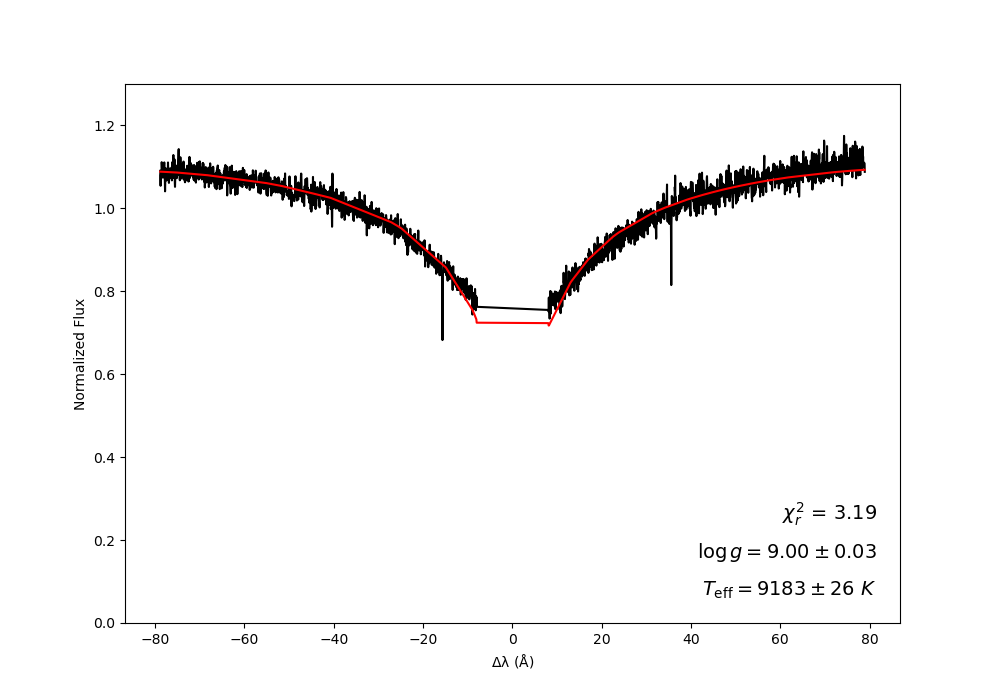 1.2
1.0
0.8
0.6
0.4
0.2
0.0
Normalized Flux
χ²ᵣ = 3.19
log g = 9.00 ± 0.03
T_eff = 9183 ± 26 K
−80 −60 −40 −20 0 20 40 60 80
Δλ (Å)